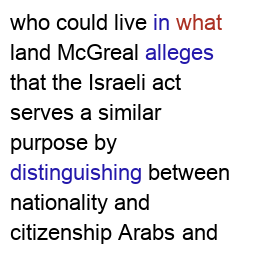 who could live in what
land McGreal alleges
that the Israeli act
serves a similar
purpose by
distinguishing between
nationality and
citizenship Arabs and